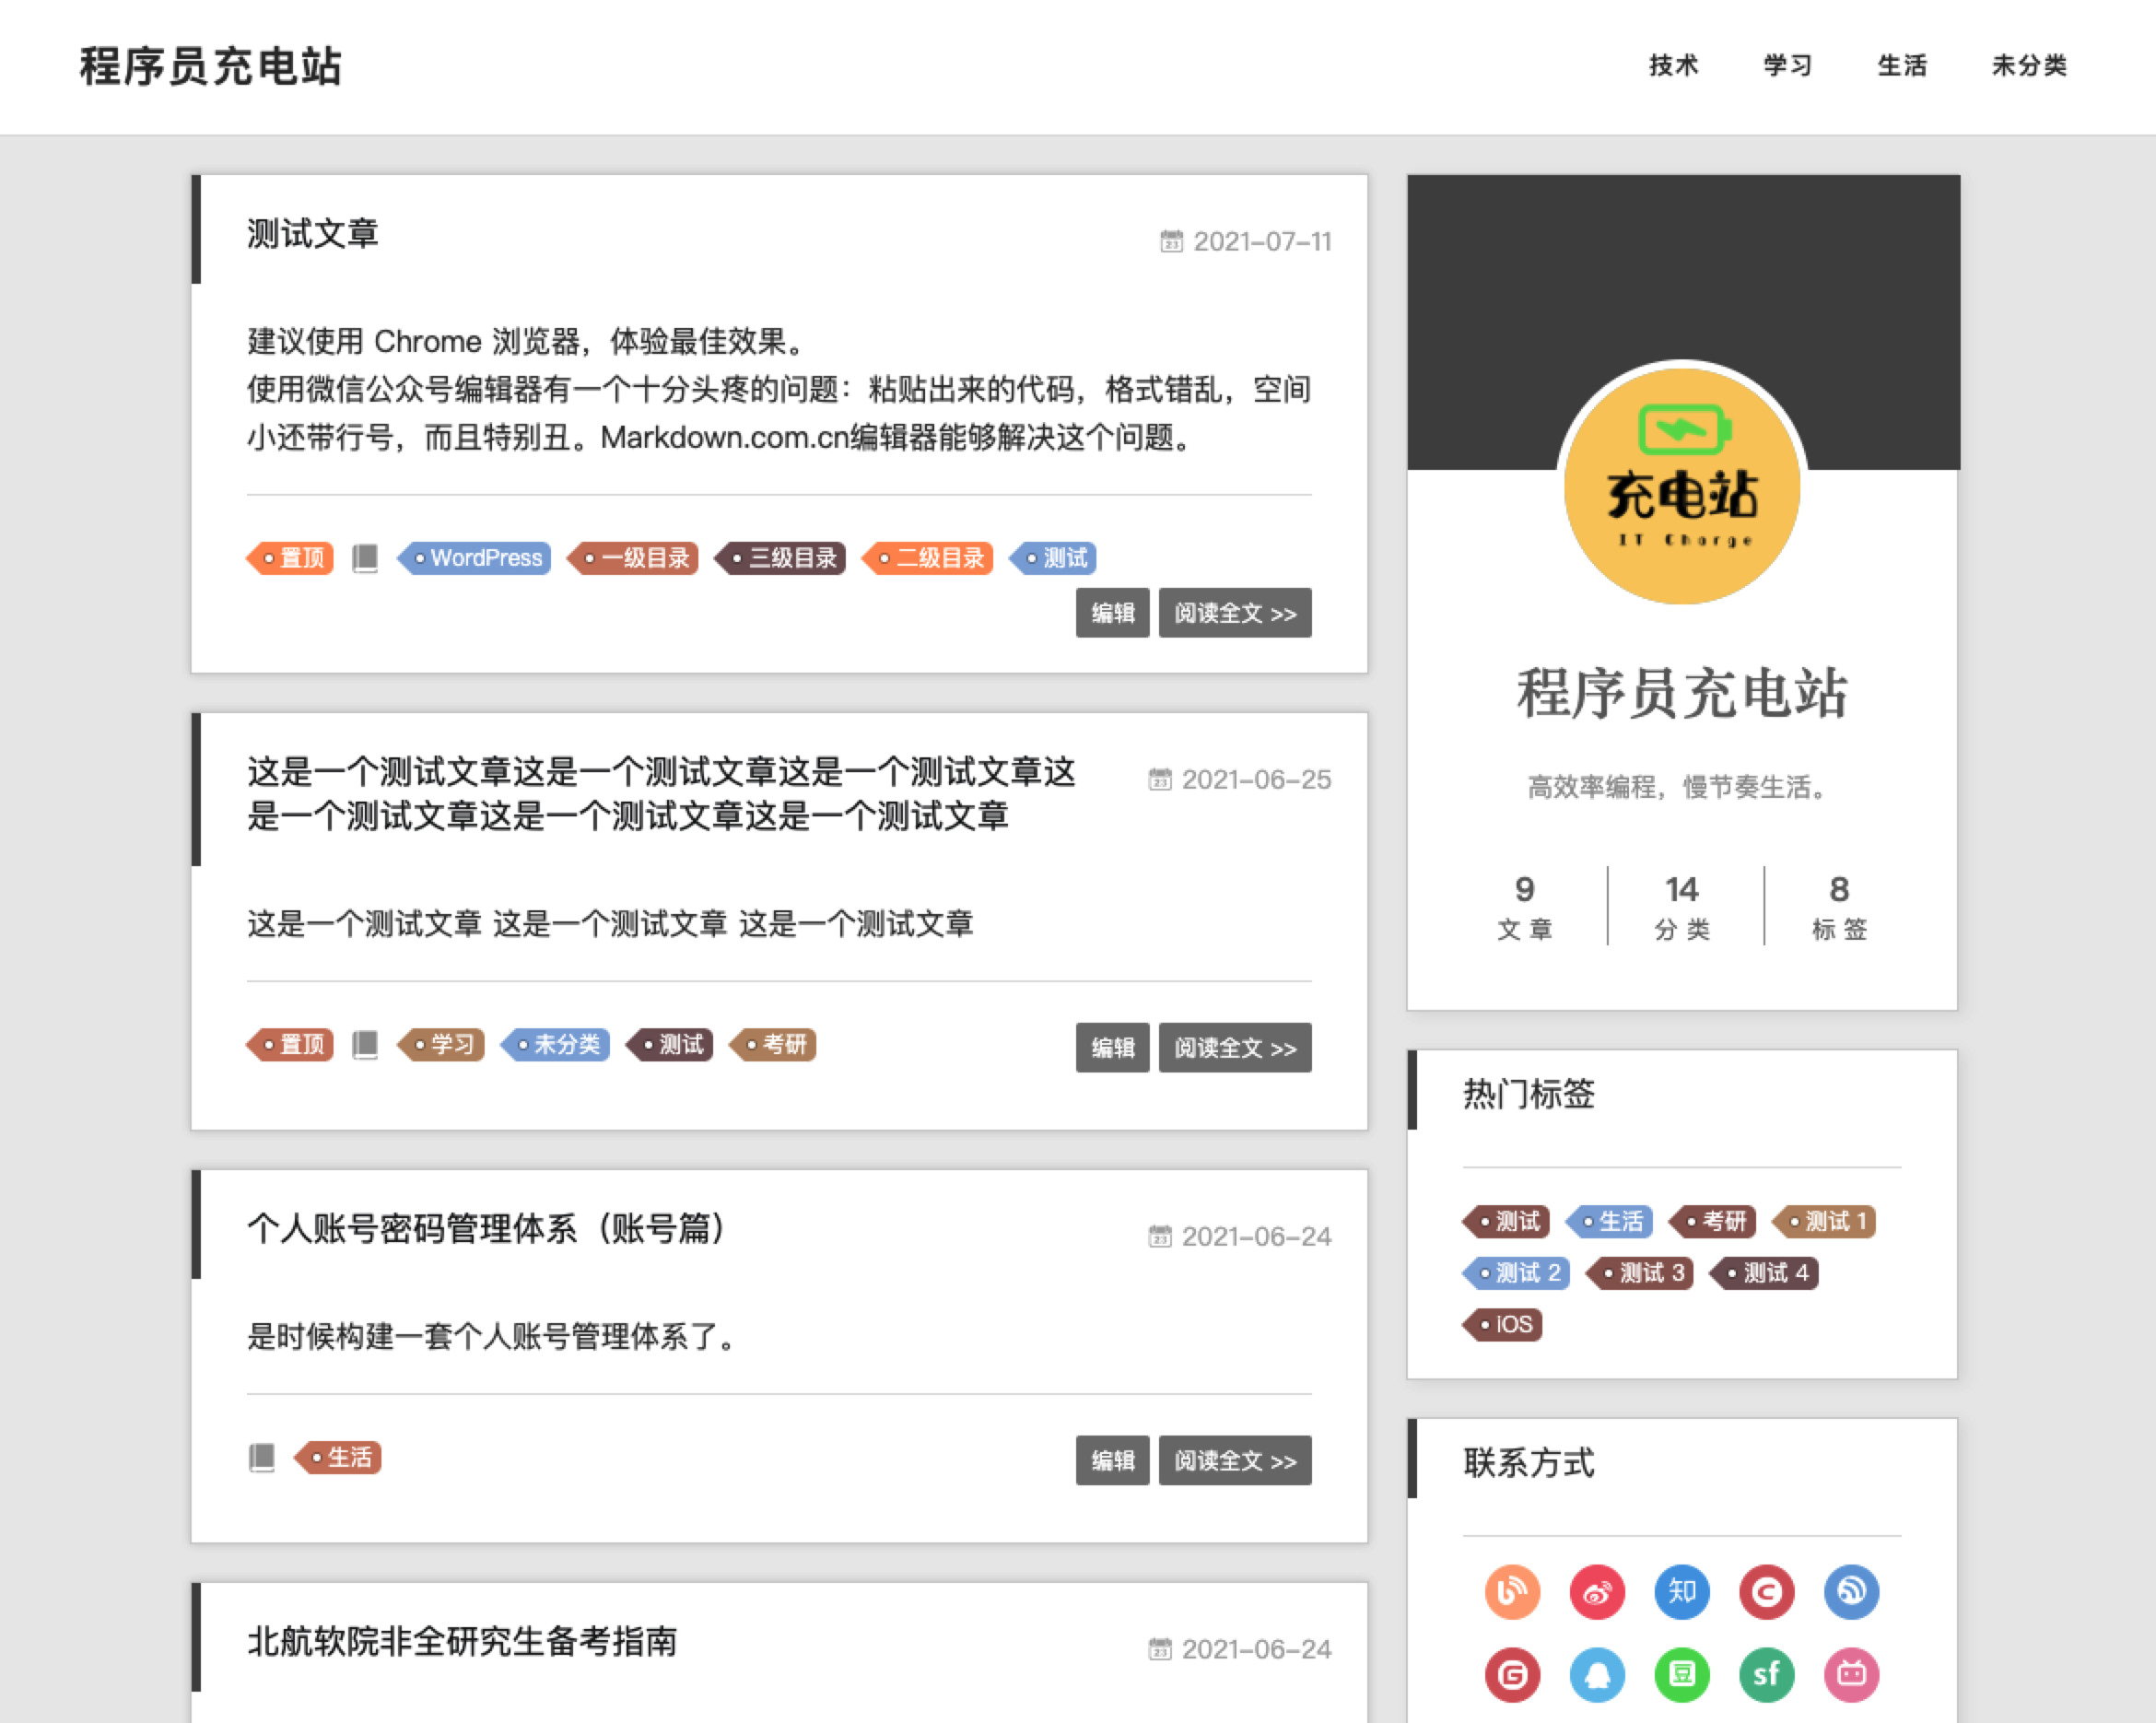 程序员充电站
技术 学习 生活 未分类
测试文章
2021-07-11
建议使用 Chrome 浏览器，体验最佳效果。
使用微信公众号编辑器有一个十分头疼的问题：粘贴出来的代码，格式错乱，空间
小还带行号，而且特别丑。Markdown.com.cn编辑器能够解决这个问题。
置顶 WordPress 一级目录 三级目录 二级目录 测试
编辑 阅读全文 >>
这是一个测试文章这是一个测试文章这是一个测试文章这
是一个测试文章这是一个测试文章这是一个测试文章
2021-06-25
这是一个测试文章 这是一个测试文章 这是一个测试文章
置顶 学习 未分类 测试 考研
编辑 阅读全文 >>
个人账号密码管理体系（账号篇）
2021-06-24
是时候构建一套个人账号管理体系了。
生活
编辑 阅读全文 >>
北航软院非全研究生备考指南
2021-06-24
充电站
IT Charge
程序员充电站
高效率编程，慢节奏生活。
9 14 8
文章 分类 标签
热门标签
测试 生活 考研 测试 1
测试 2 测试 3 测试 4
iOS
联系方式
知 C
G 豆 sf